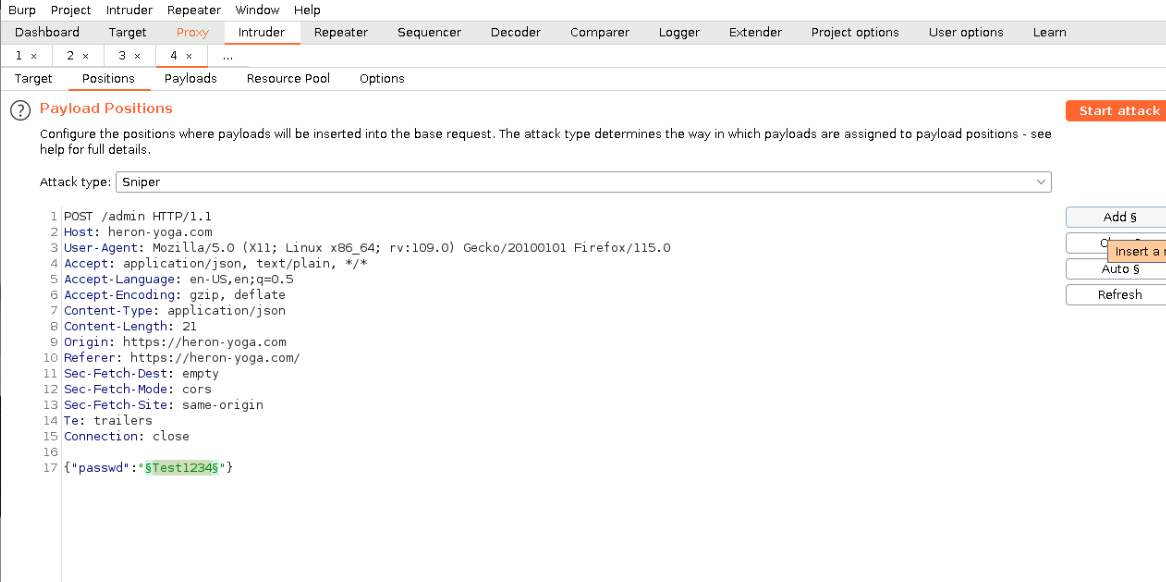 Burp Project Intruder Repeater Window Help
Dashboard Target Proxy Intruder Repeater Sequencer Decoder Comparer Logger Extender Project options User options Learn
1 × 2 × 3 × 4 × ...
Target Positions Payloads Resource Pool Options
? Payload Positions
Start attack
Configure the positions where payloads will be inserted into the base request. The attack type determines the way in which payloads are assigned to payload positions - see
help for full details.
Attack type: Sniper
Add §
Insert a
Auto §
Refresh
1 POST /admin HTTP/1.1
2 Host: heron-yoga.com
3 User-Agent: Mozilla/5.0 (X11; Linux x86_64; rv:109.0) Gecko/20100101 Firefox/115.0
4 Accept: application/json, text/plain, */*
5 Accept-Language: en-US,en;q=0.5
6 Accept-Encoding: gzip, deflate
7 Content-Type: application/json
8 Content-Length: 21
9 Origin: https://heron-yoga.com
10 Referer: https://heron-yoga.com/
11 Sec-Fetch-Dest: empty
12 Sec-Fetch-Mode: cors
13 Sec-Fetch-Site: same-origin
14 Te: trailers
15 Connection: close
16
17 {"passwd":"§Test1234§"}